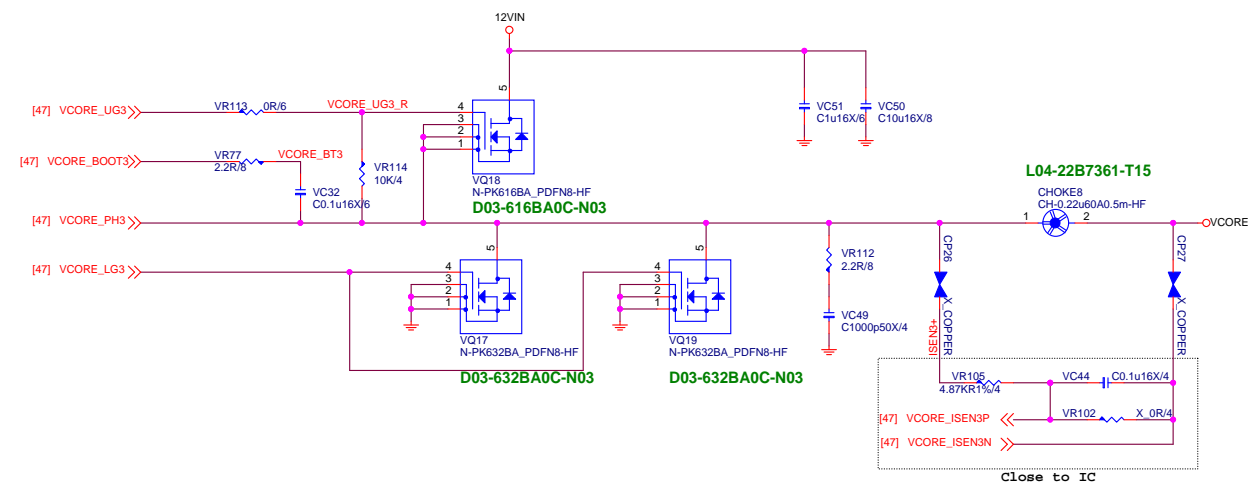 12VIN
5
[47] VCORE_UG3
VR113 0R/6
VCORE_UG3_R
4
3
2
1
VQ18
N-PK616BA_PDFN8-HF
D03-616BA0C-N03
VC51
C1u16X/6
VC50
C10u16X/8
[47] VCORE_BOOT3
VR77
2.2R/8
VCORE_BT3
VC32
C0.1u16X/6
VR114
10K/4
L04-22B7361-T15
CHOKE8
CH-0.22u60A0.5m-HF
1
2
VCORE
[47] VCORE_PH3
[47] VCORE_LG3
5
4
3
2
1
VQ17
N-PK632BA_PDFN8-HF
D03-632BA0C-N03
5
4
3
2
1
VQ19
N-PK632BA_PDFN8-HF
D03-632BA0C-N03
VR112
2.2R/8
VC49
C1000p50X/4
CP26
X_COPPER
ISEN3+
CP27
X_COPPER
VR105
4.87KR1%/4
VC44
C0.1u16X/4
[47] VCORE_ISEN3P
VR102
X_0R/4
[47] VCORE_ISEN3N
Close to IC